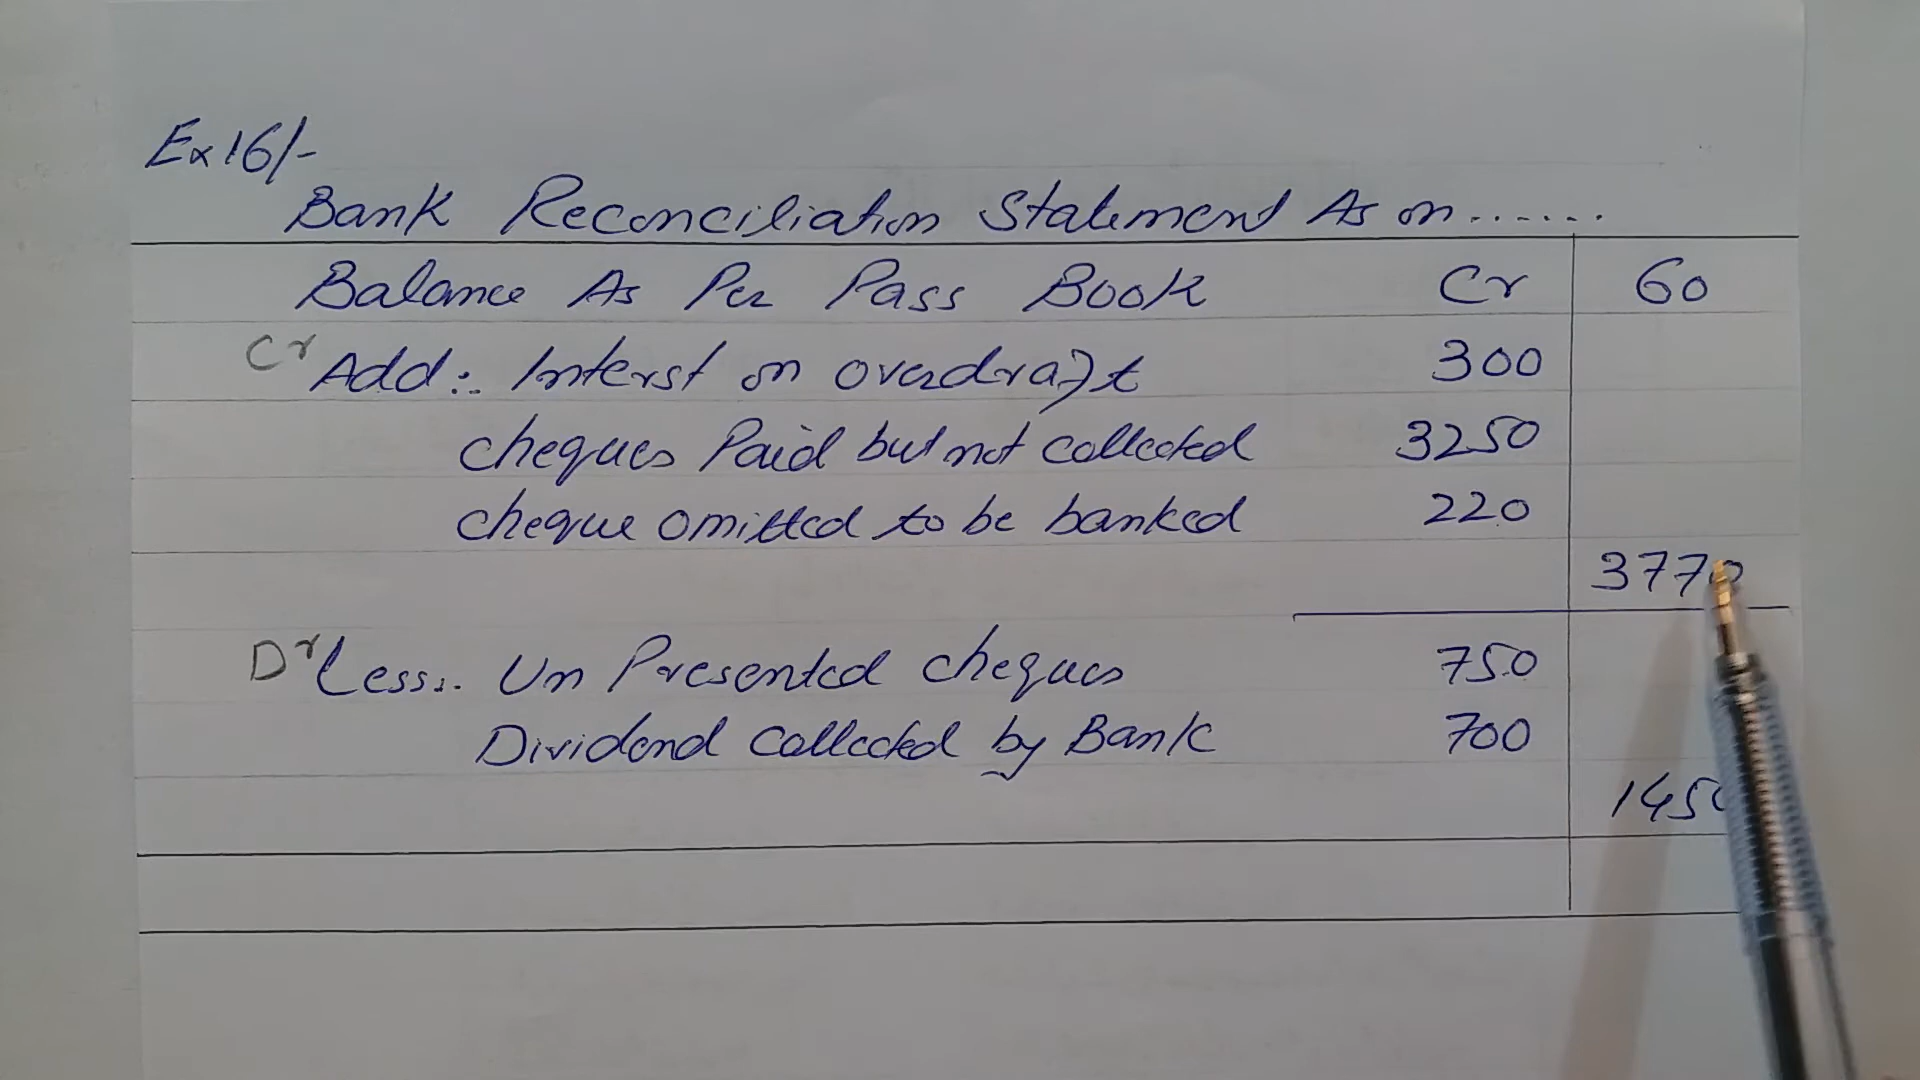 Ex 16/-
Bank Reconciliation Statement As on......
Balance As Per Pass Book Cr 60
Cr Add:- Interst on overdraft 300
cheques Paid but not collected 3250
cheque omitted to be banked 220
3770
Dr Less:- Un Presented cheques 750
Dividend Collected by Bank 700
145